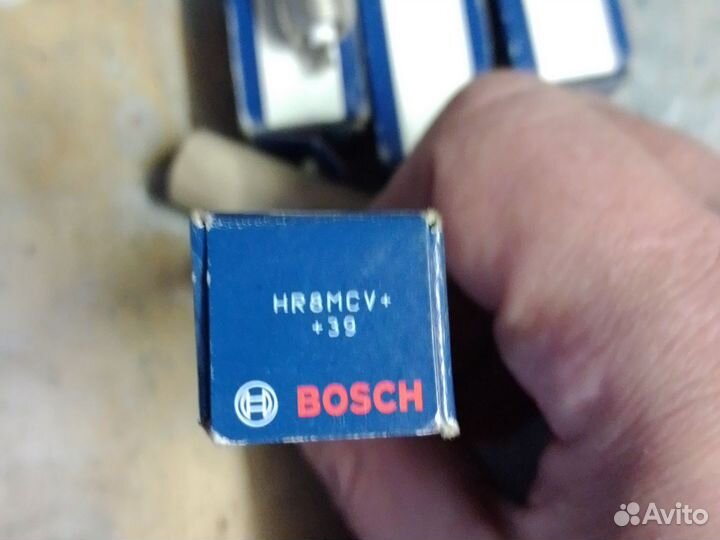 HR8MCV+
+39
BOSCH
Avito